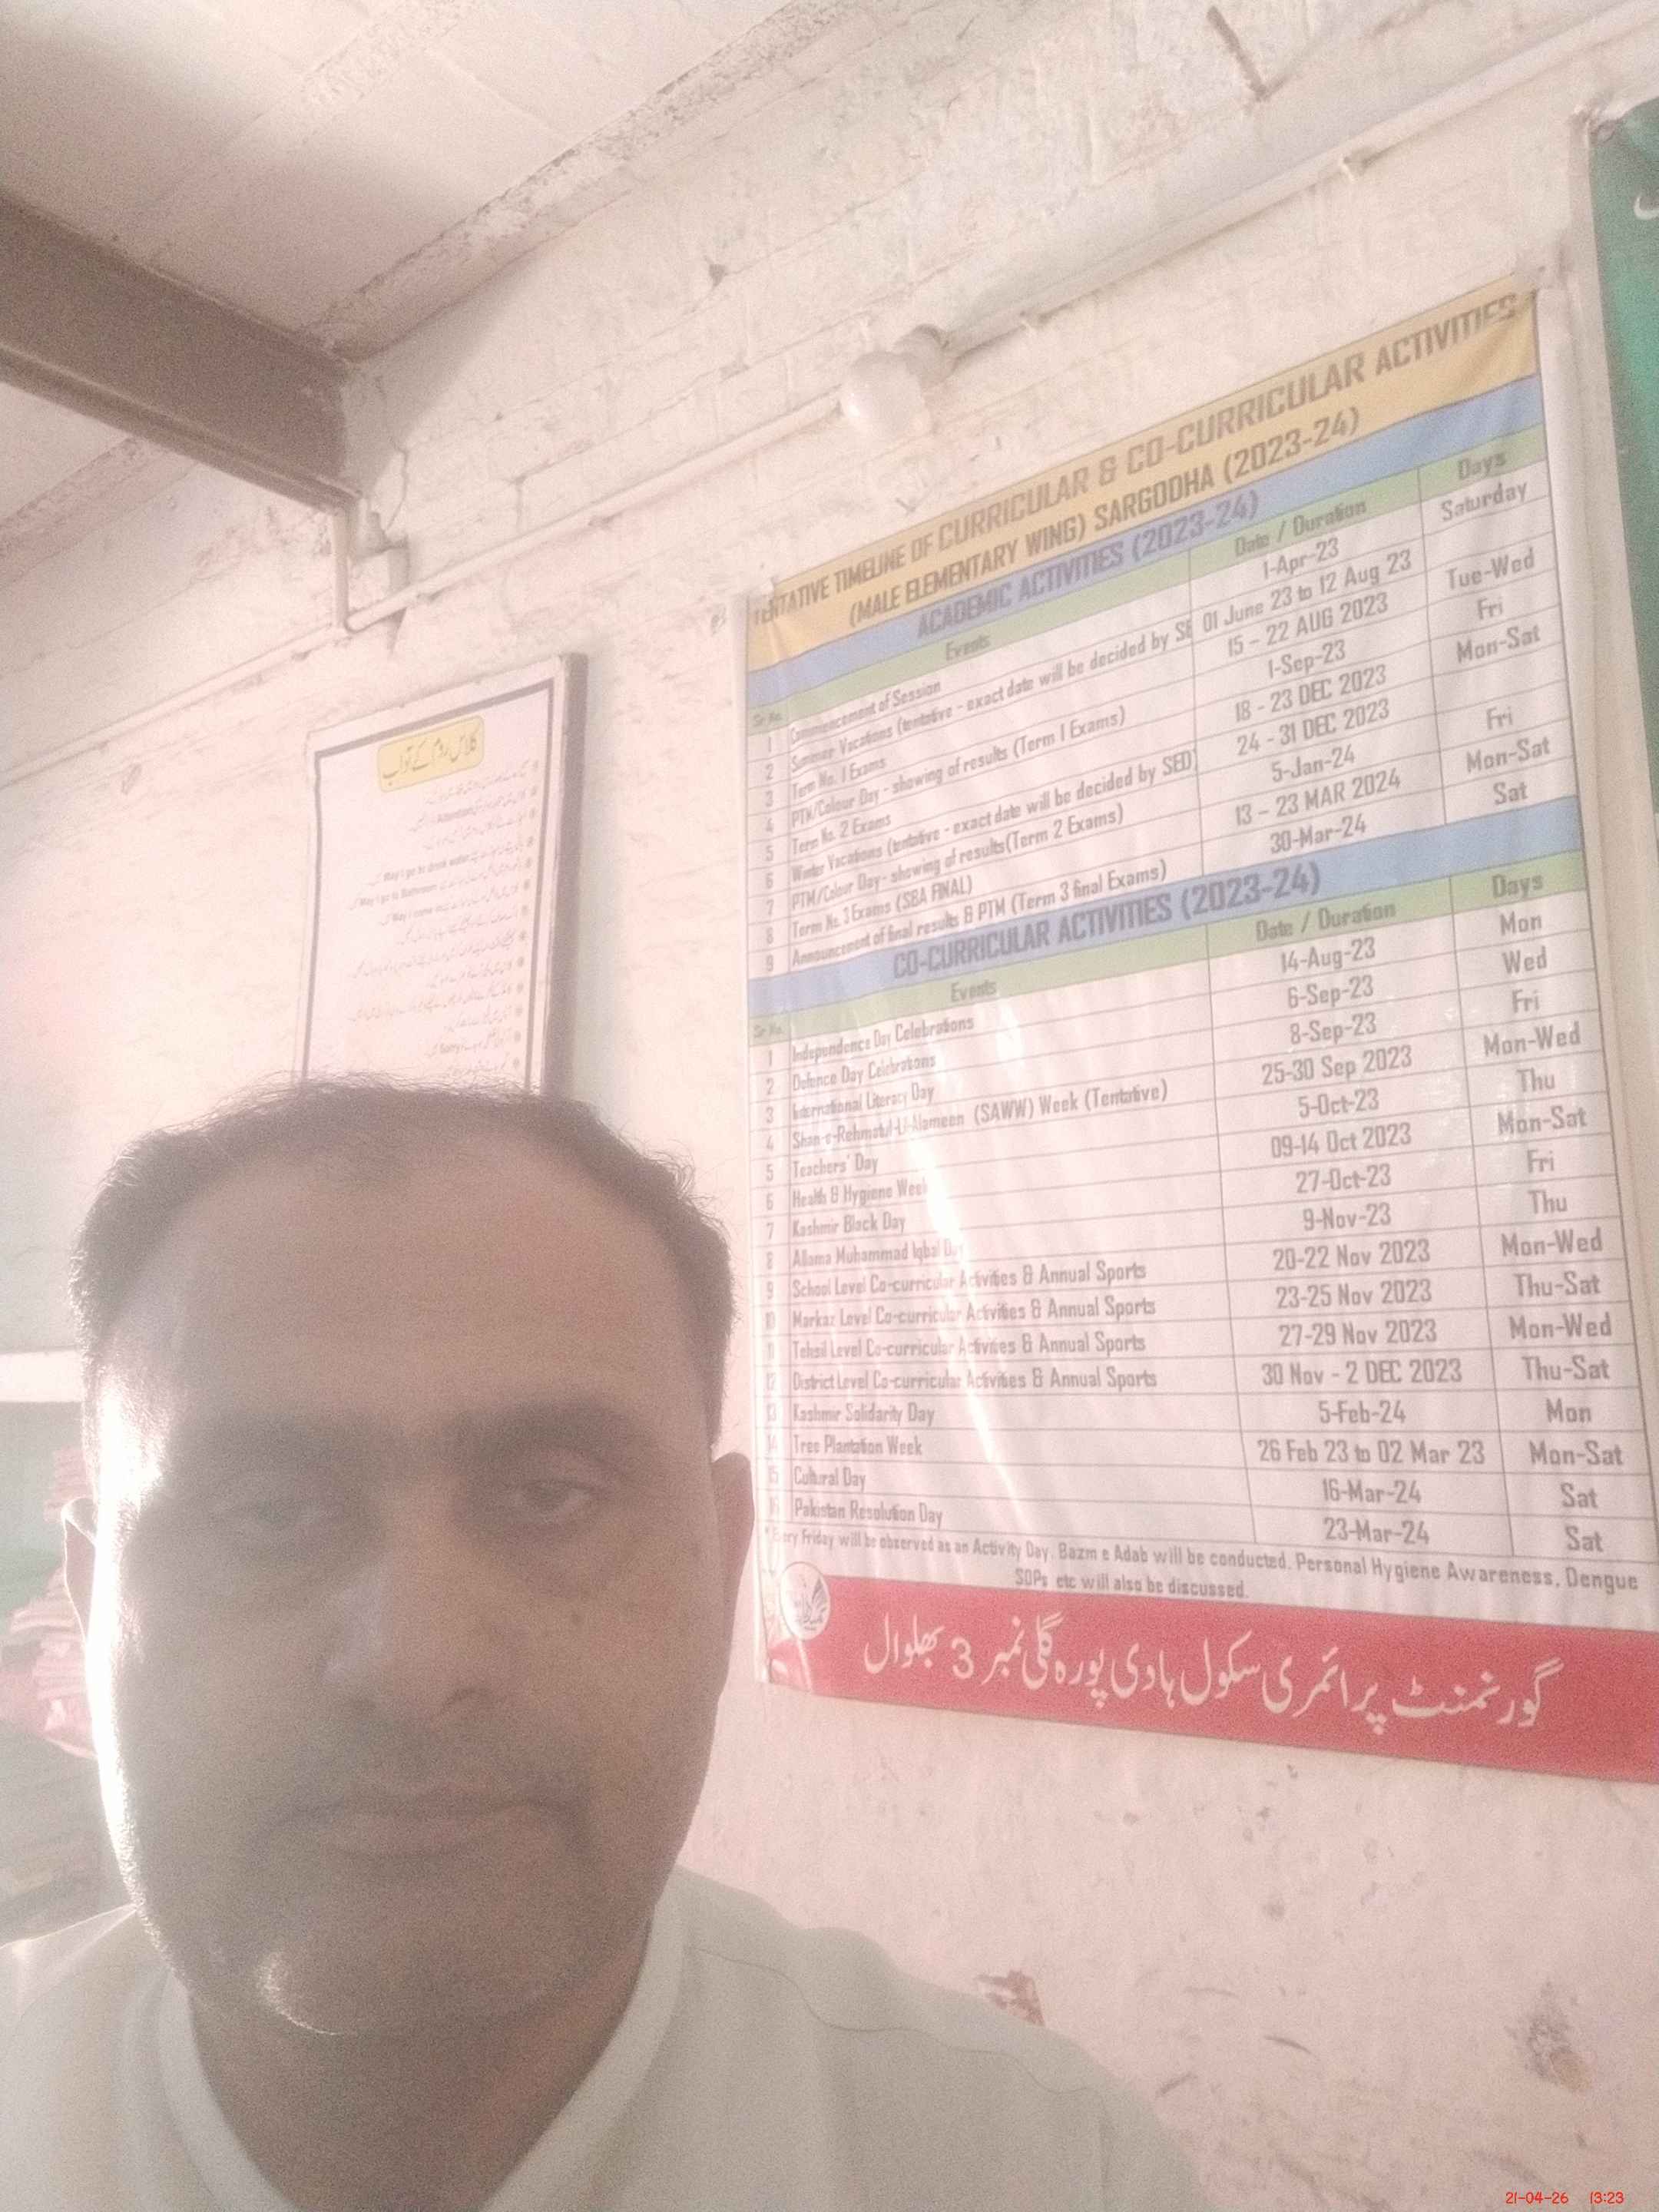 TENTATIVE TIMELINE OF CURRICULAR & CO-CURRICULAR ACTIVITIES
(MALE ELEMENTARY WING) SARGODHA (2023-24)
ACADEMIC ACTIVITIES (2023-24)
Sr No. Events Date / Duration Days
1 Commencement of Session 1-Apr-23 Saturday
2 Summer Vacations (tentative - exact date will be decided by SE 01 June 23 to 12 Aug 23
3 Term No. 1 Exams 15 - 22 AUG 2023 Tue-Wed
4 PTM/Colour Day - showing of results (Term 1 Exams) 1-Sep-23 Fri
5 Term No. 2 Exams 18 - 23 DEC 2023 Mon-Sat
6 Winter Vacations (tentative - exact date will be decided by SED) 24 - 31 DEC 2023
7 PTM/Colour Day- showing of results(Term 2 Exams) 5-Jan-24 Fri
8 Term No. 3 Exams (SBA FINAL) 13 - 23 MAR 2024 Mon-Sat
9 Announcement of final results & PTM (Term 3 final Exams) 30-Mar-24 Sat
CO-CURRICULAR ACTIVITIES (2023-24)
Sr No. Events Date / Duration Days
1 Independence Day Celebrations 14-Aug-23 Mon
2 Defence Day Celebrations 6-Sep-23 Wed
3 International Literacy Day 8-Sep-23 Fri
4 Shan-e-Rehmatul-Lil-Alameen (SAWW) Week (Tentative) 25-30 Sep 2023 Mon-Wed
5 Teachers' Day 5-Oct-23 Thu
6 Health & Hygiene Week 09-14 Oct 2023 Mon-Sat
7 Kashmir Black Day 27-Oct-23 Fri
8 Allama Muhammad Iqbal Day 9-Nov-23 Thu
9 School Level Co-curricular Activities & Annual Sports 20-22 Nov 2023 Mon-Wed
10 Markaz Level Co-curricular Activities & Annual Sports 23-25 Nov 2023 Thu-Sat
11 Tehsil Level Co-curricular Activities & Annual Sports 27-29 Nov 2023 Mon-Wed
12 District Level Co-curricular Activities & Annual Sports 30 Nov - 2 DEC 2023 Thu-Sat
13 Kashmir Solidarity Day 5-Feb-24 Mon
14 Tree Plantation Week 26 Feb 23 to 02 Mar 23 Mon-Sat
15 Cultural Day 16-Mar-24 Sat
16 Pakistan Resolution Day 23-Mar-24 Sat
* Every Friday will be observed as an Activity Day. Bazm e Adab will be conducted. Personal Hygiene Awareness, Dengue
SOPs etc will also be discussed.
گورنمنٹ پرائمری سکول ہادی پورہ گلی نمبر 3 بھلوال
کلاس روم کے آداب
Attention
May I go to drink water
May I go to Bathroom
May I come in
Sorry
21-04-26 13:23